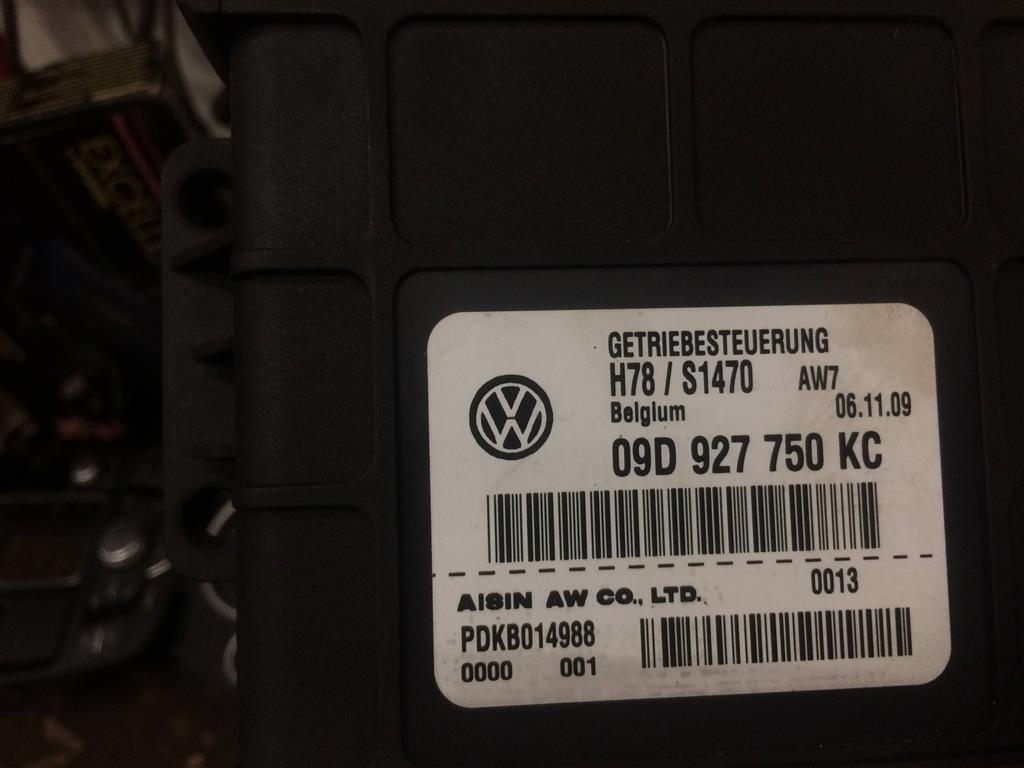 EXCELL
GETRIEBESTEUERUNG
H78 / S1470 AW7
Belgium 06.11.09
09D 927 750 KC
0013
AISIN AW CO., LTD.
PDKB014988
0000 001